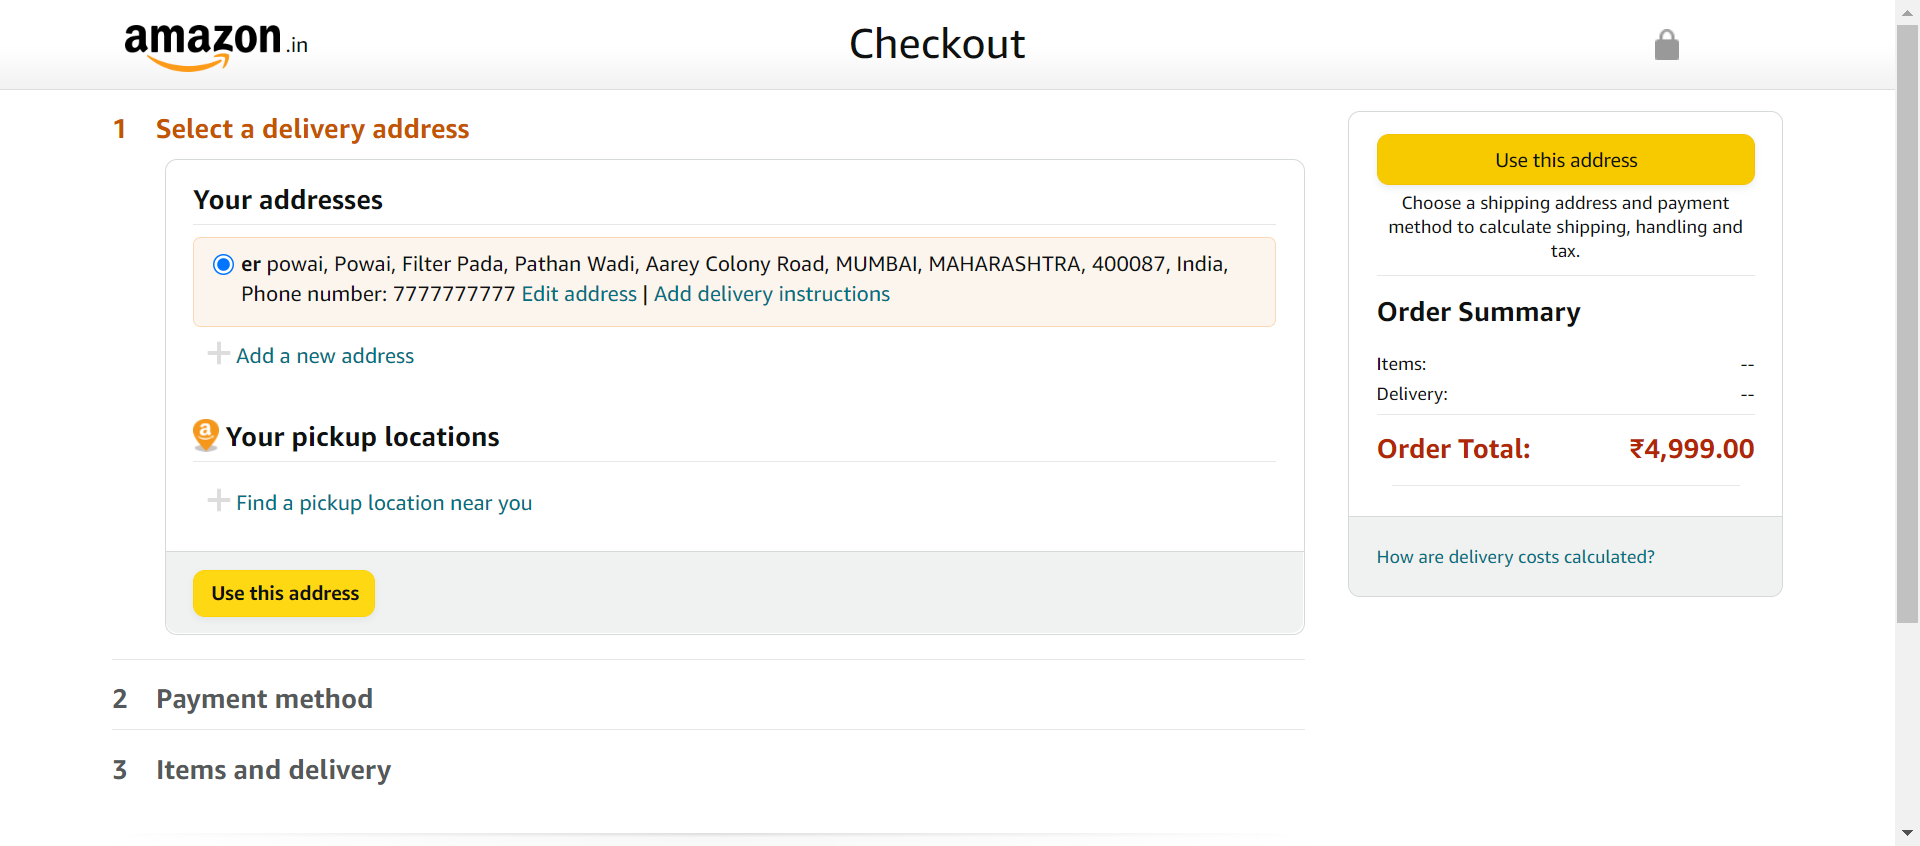 amazon.in
Checkout
1 Select a delivery address
Your addresses
er powai, Powai, Filter Pada, Pathan Wadi, Aarey Colony Road, MUMBAI, MAHARASHTRA, 400087, India,
Phone number: 7777777777 Edit address | Add delivery instructions
Add a new address
Your pickup locations
Find a pickup location near you
Use this address
2 Payment method
3 Items and delivery
Use this address
Choose a shipping address and payment
method to calculate shipping, handling and
tax.
Order Summary
Items: --
Delivery: --
Order Total: ₹4,999.00
How are delivery costs calculated?